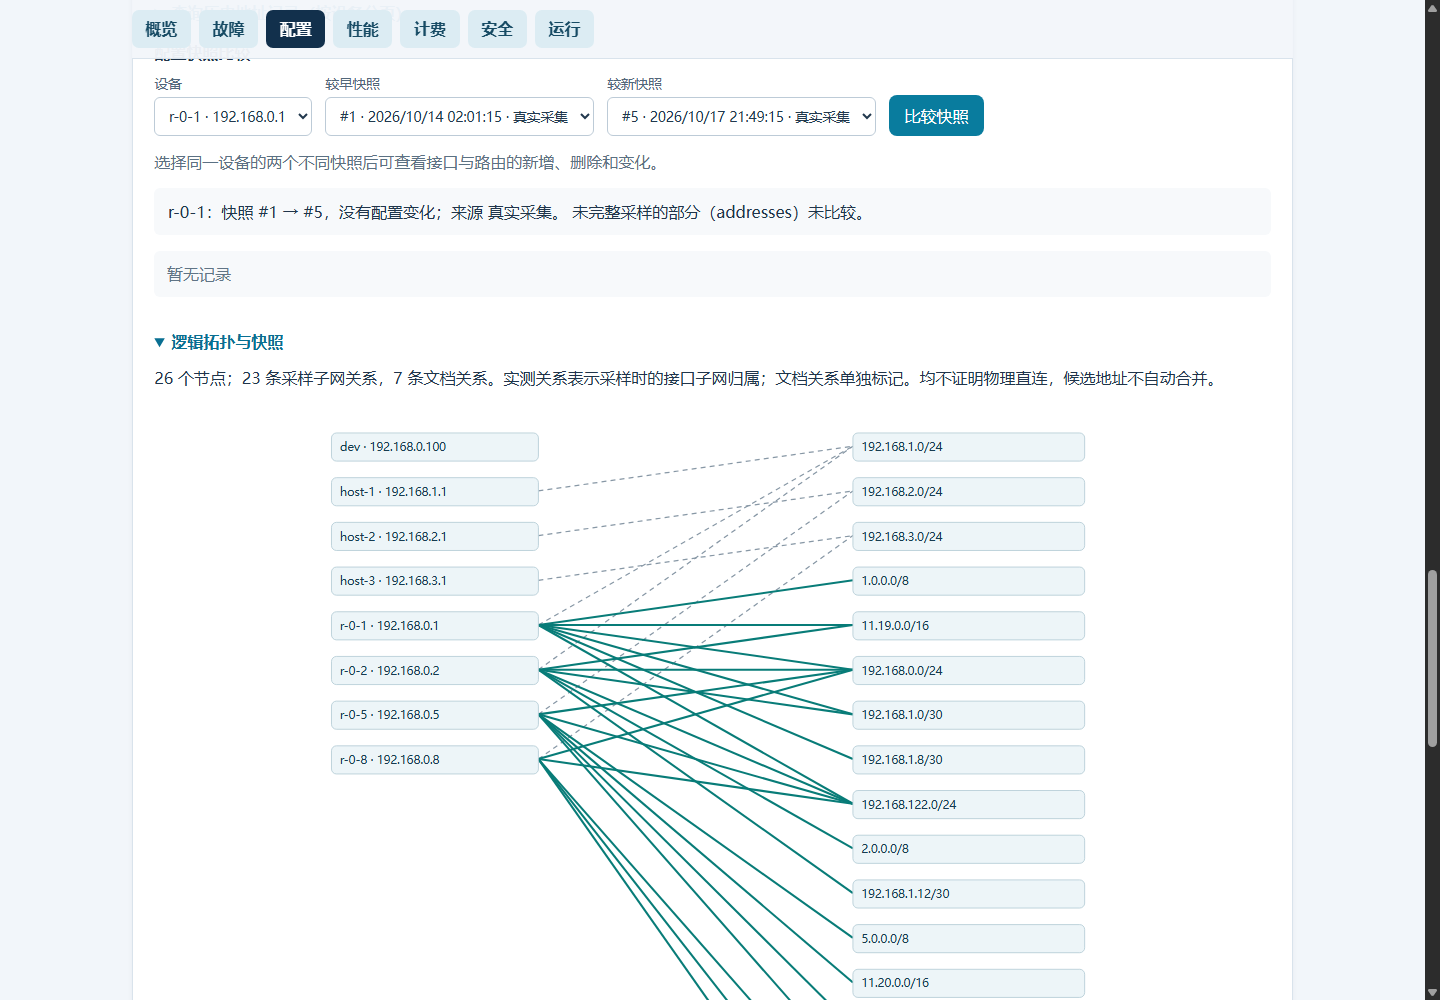 概览 故障 配置 性能 计费 安全 运行
设备 较早快照 较新快照
r-0-1 · 192.168.0.1 #1 · 2026/10/14 02:01:15 · 真实采集 #5 · 2026/10/17 21:49:15 · 真实采集 比较快照
选择同一设备的两个不同快照后可查看接口与路由的新增、删除和变化。
r-0-1：快照 #1 → #5，没有配置变化；来源 真实采集。 未完整采样的部分（addresses）未比较。
暂无记录
▼ 逻辑拓扑与快照
26 个节点；23 条采样子网关系，7 条文档关系。实测关系表示采样时的接口子网归属；文档关系单独标记。均不证明物理直连，候选地址不自动合并。
dev · 192.168.0.100 192.168.1.0/24
host-1 · 192.168.1.1 192.168.2.0/24
host-2 · 192.168.2.1 192.168.3.0/24
host-3 · 192.168.3.1 1.0.0.0/8
r-0-1 · 192.168.0.1 11.19.0.0/16
r-0-2 · 192.168.0.2 192.168.0.0/24
r-0-5 · 192.168.0.5 192.168.1.0/30
r-0-8 · 192.168.0.8 192.168.1.8/30
192.168.122.0/24
2.0.0.0/8
192.168.1.12/30
5.0.0.0/8
11.20.0.0/16